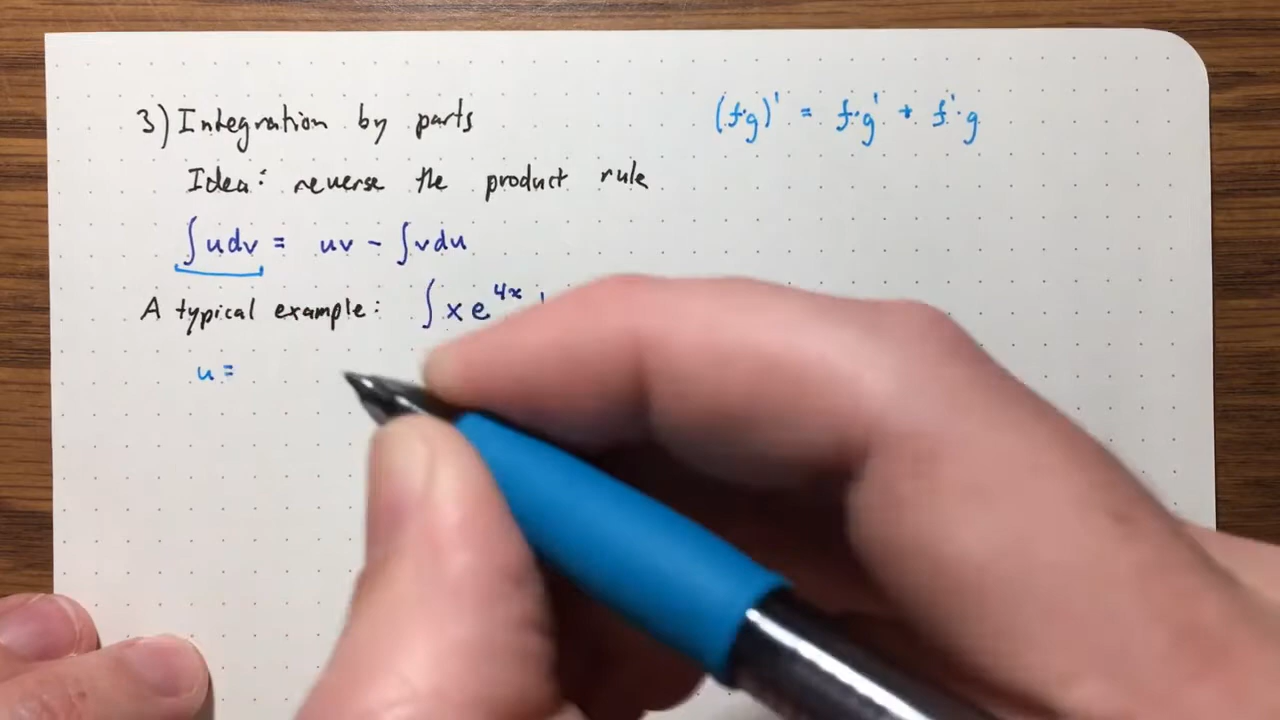 3) Integration by parts
(f·g)' = f·g' + f'·g
Idea: reverse the product rule
∫udv = uv - ∫vdu
A typical example: ∫xe^{4x}
u =